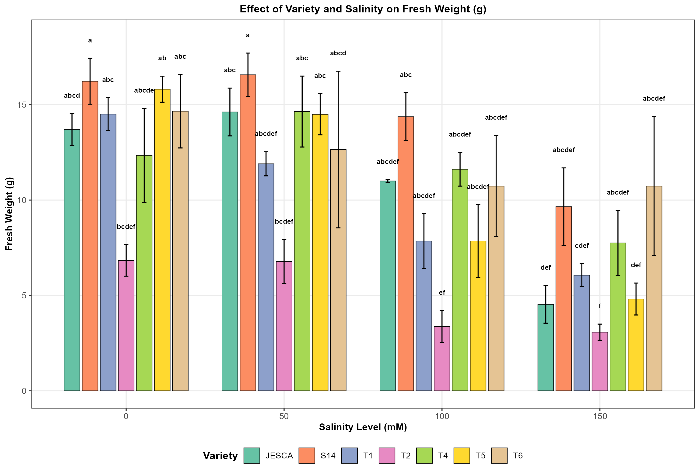 Effect of Variety and Salinity on Fresh Weight (g)
a
a
abc
ab
abc
abcd
abc
abc
abc
abc
abcd
abcde
abcdef
abcdef
abcdef
abcdef
abcdef
abcdef
abcdef
abcdef
abcdef
bcdef
bcdef
ef
def
cdef
f
abcdef
def
15
10
5
0
Fresh Weight (g)
0
50
100
150
Salinity Level (mM)
Variety JESCA S14 T1 T2 T4 T5 T6